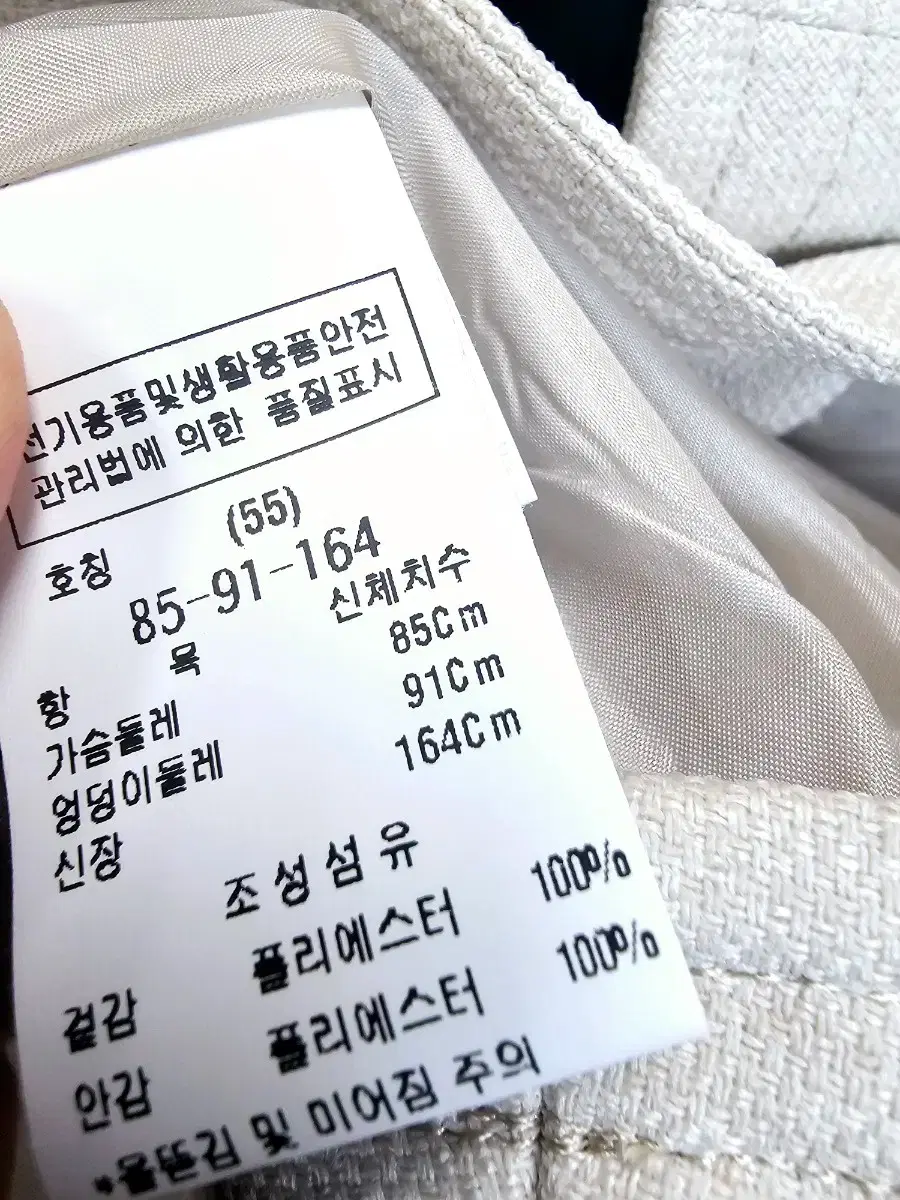 전기용품및생활용품안전
관리법에 의한 품질표시
호칭 (55)
85-91-164
항 목 신체치수
가슴둘레 85Cm
엉덩이둘레 91Cm
신장 164Cm
조성섬유
겉감 폴리에스터 100%
안감 폴리에스터 100%
*올뜯김 및 미어짐 주의